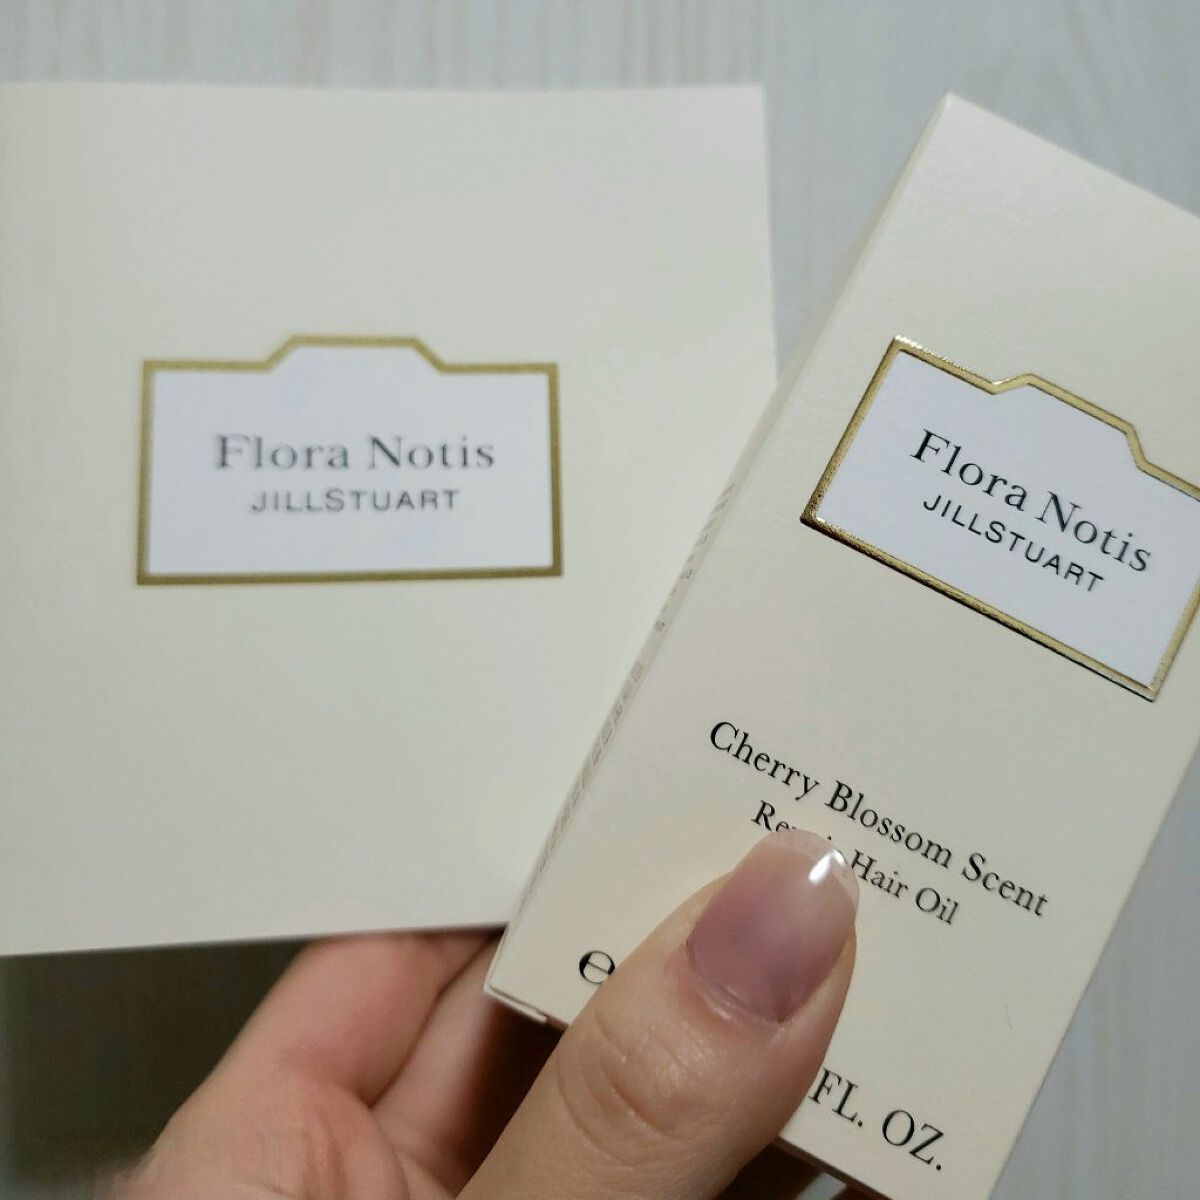 Flora Notis
JILLSTUART
Flora Notis
JILLSTUART
Cherry Blossom Scent
Hair Oil
℮
FL. OZ.